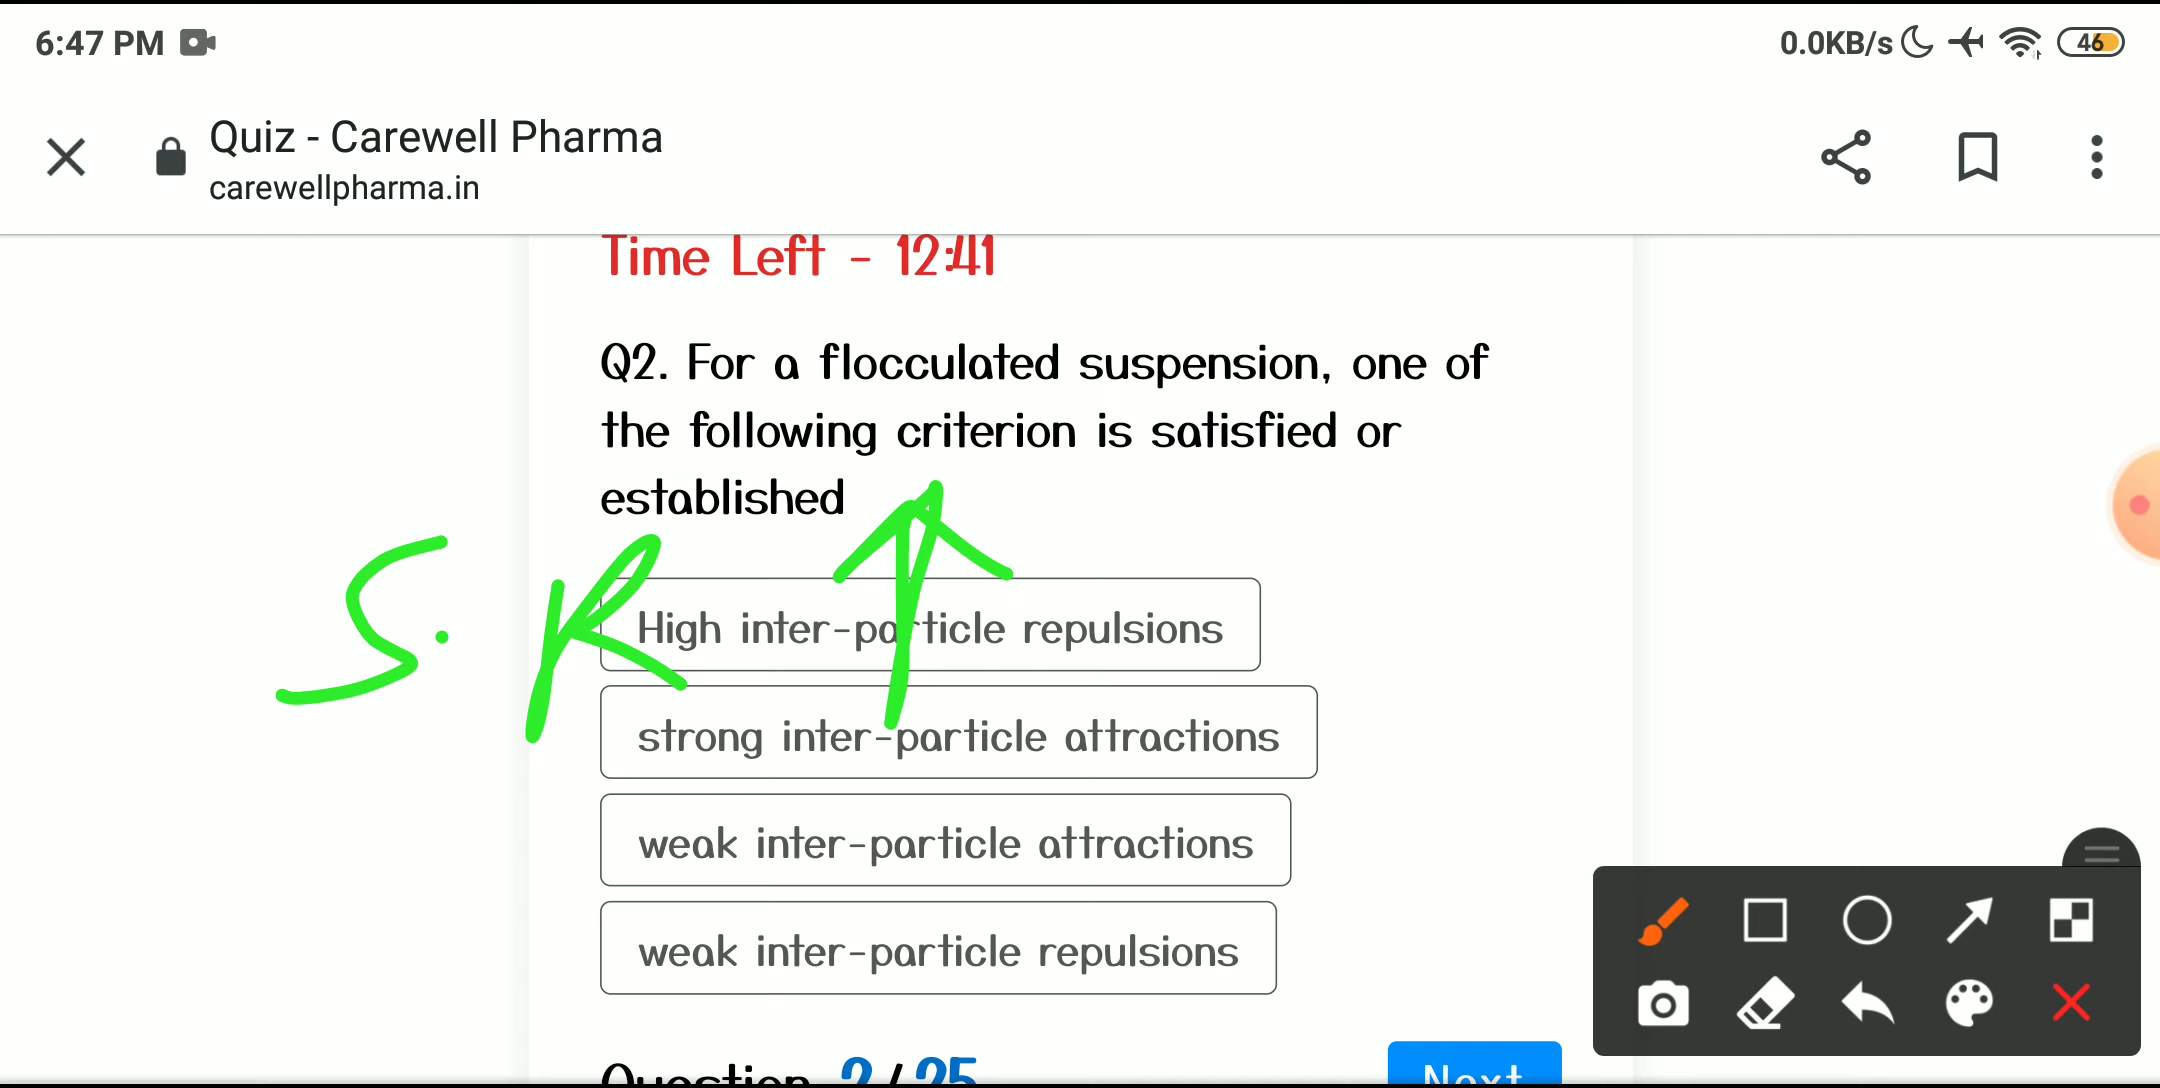 6:47 PM
0.0KB/s
46
Quiz - Carewell Pharma
carewellpharma.in
Time Left - 12:41
Q2. For a flocculated suspension, one of
the following criterion is satisfied or
established
S. R
High inter-particle repulsions
strong inter-particle attractions
weak inter-particle attractions
weak inter-particle repulsions
Question 2/25
Next